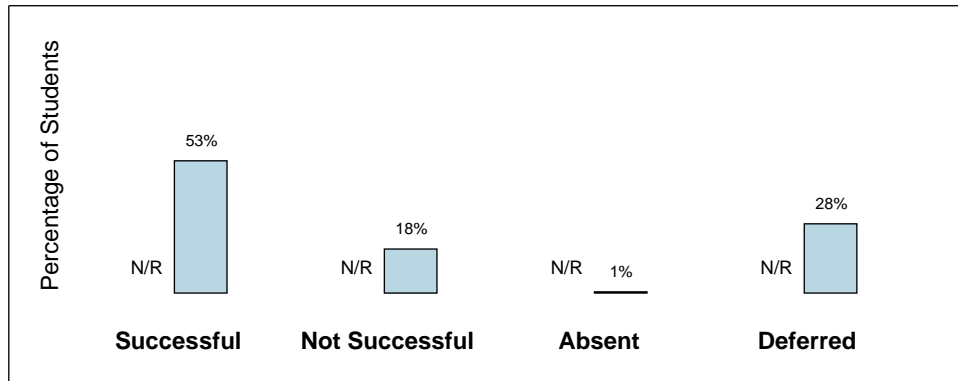 Percentage of Students
53%
18%
28%
N/R
N/R
N/R
1%
N/R
Successful
Not Successful
Absent
Deferred